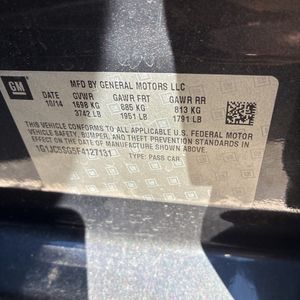 GM
MFD BY GENERAL MOTORS LLC
DATE GVWR GAWR FRT GAWR RR
10/14 1698 KG 885 KG 813 KG
3742 LB 1951 LB 1791 LB
THIS VEHICLE CONFORMS TO ALL APPLICABLE U.S. FEDERAL MOTOR
VEHICLE SAFETY, BUMPER, AND THEFT PREVENTION STANDARDS IN
EFFECT ON THE DATE OF MANUFACTURE SHOWN ABOVE.
1G1JC5SG5F4127131
TYPE: PASS CAR